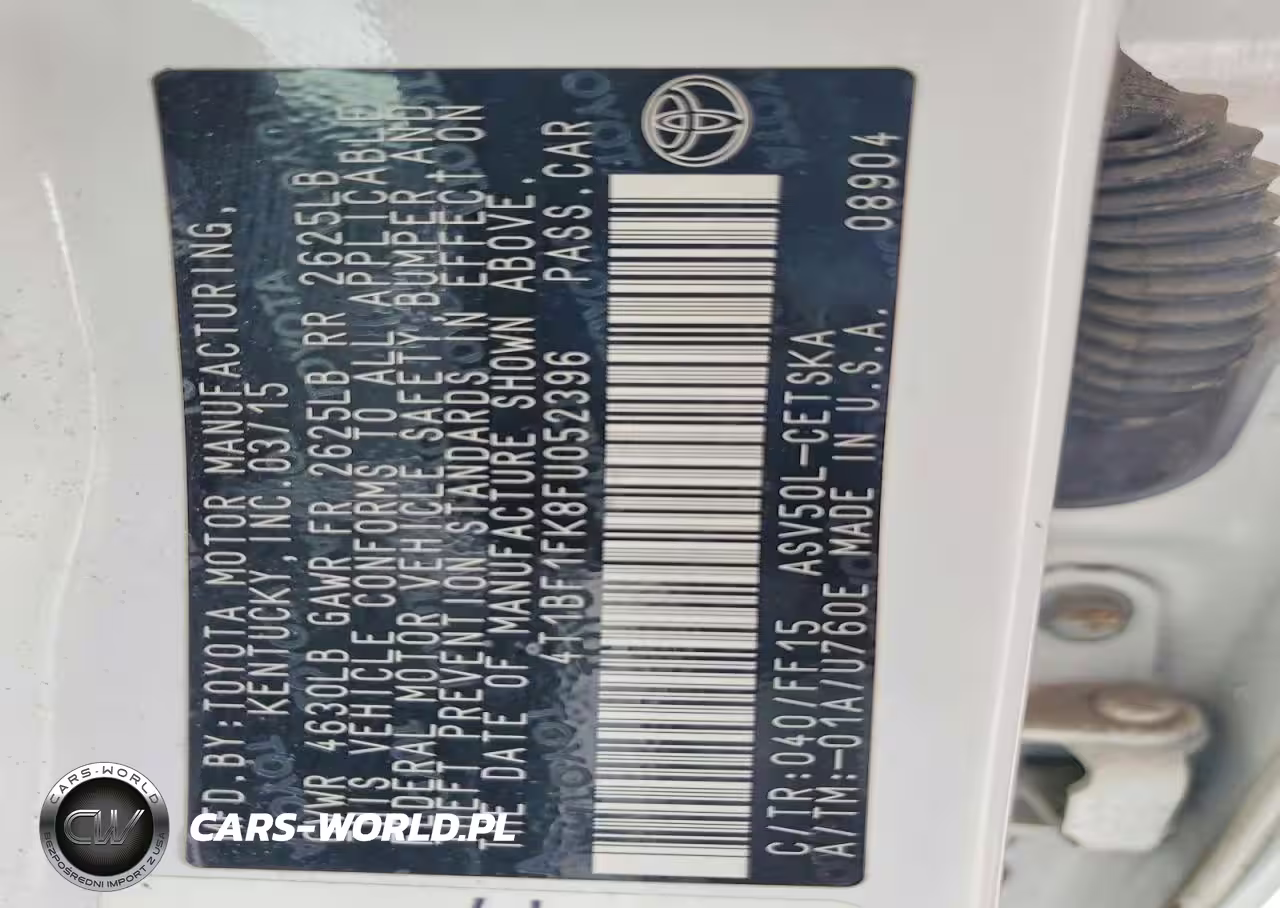 MFD.BY:TOYOTA MOTOR MANUFACTURING,
KENTUCKY, INC.03/15
GVWR 4630LB GAWR FR 2625LB RR 2625LB
THIS VEHICLE CONFORMS TO ALL APPLICABLE
FEDERAL MOTOR VEHICLE SAFETY,BUMPER,AND
THEFT PREVENTION STANDARDS IN EFFECT ON
THE DATE OF MANUFACTURE SHOWN ABOVE.
4T1BF1FK8FU052396 PASS.CAR
C/TR:040/FF15 ASV50L-CETSKA
A/TM:-01A/U760E MADE IN U.S.A.
08904
CARS-WORLD
CW
BEZPOŚREDNI IMPORT Z USA
CARS-WORLD.PL